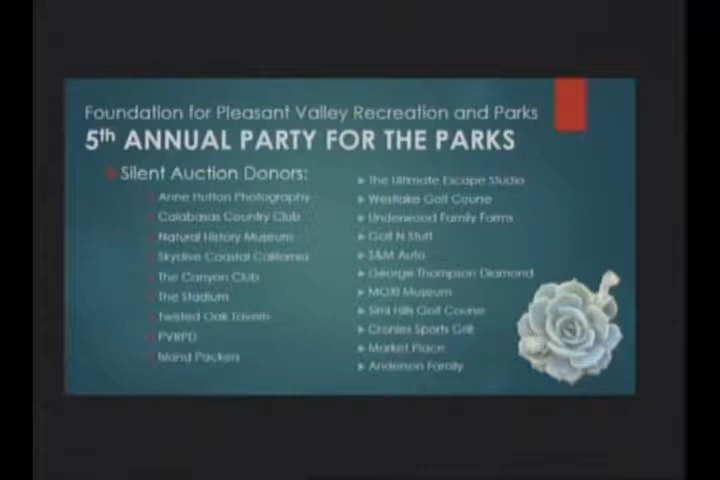 Foundation for Pleasant Valley Recreation and Parks
5th ANNUAL PARTY FOR THE PARKS
Silent Auction Donors:
Anne Hutton Photography
Calabasas Country Club
Natural History Museum
Skydive Coastal California
The Canyon Club
The Stadium
Twisted Oak Tavern
PVRPD
Island Packers
The Ultimate Escape Studio
Westlake Golf Course
Underwood Family Farms
Golf N Stuff
S&M Auto
George Thompson Diamond
MOXI Museum
Simi Hills Golf Course
Cronies Sports Grill
Market Place
Anderson Family